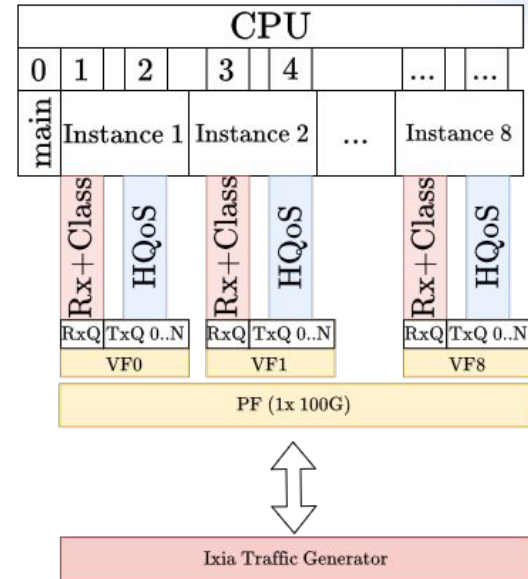 CPU
0 1 2 3 4 ... ...
main Instance 1 Instance 2 ... Instance 8
Rx+Class HQoS Rx+Class HQoS Rx+Class HQoS
RxQ TxQ 0..N RxQ TxQ 0..N RxQ TxQ 0..N
VF0 VF1 VF8
PF (1x 100G)
Ixia Traffic Generator